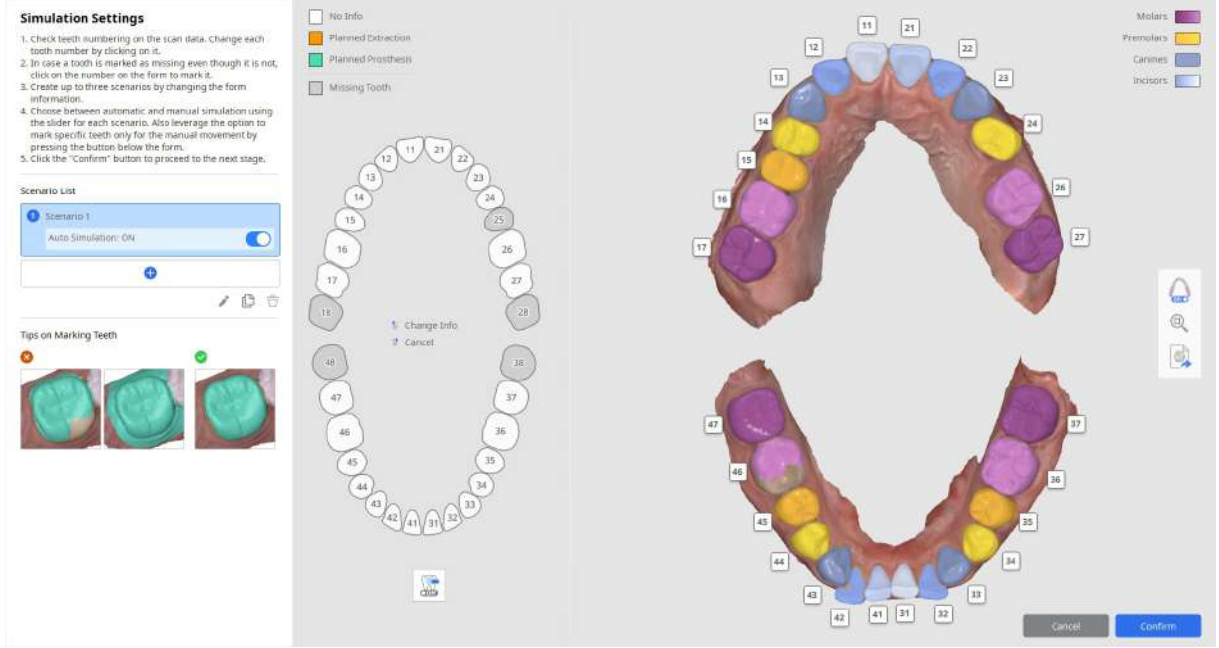 Simulation Settings
1. Check teeth numbering on the scan data. Change each
tooth number by clicking on it.
2. In case a tooth is marked as missing even though it is not,
click on the number on the form to mark it.
3. Create up to three scenarios by changing the form
information.
4. Choose between automatic and manual simulation using
the slider for each scenario. Also leverage the option to
mark specific teeth only for the manual movement by
pressing the button below the form.
5. Click the "Confirm" button to proceed to the next stage.
Scenario List
1 Scenario 1
Auto Simulation: ON
Tips on Marking Teeth
No Info
Planned Extraction
Planned Prosthesis
Missing Tooth
11 21
12 22
13 23
14 24
15 25
16 26
17 27
18 28
Change Info
Cancel
48 38
47 37
46 36
45 35
44 34
43 33
42 41 31 32
11 21
12 22
13 23
14 24
15
16 26
17 27
47 37
46 36
45 35
44 34
43 33
42 41 31 32
Molars
Premolars
Canines
Incisors
Cancel Confirm